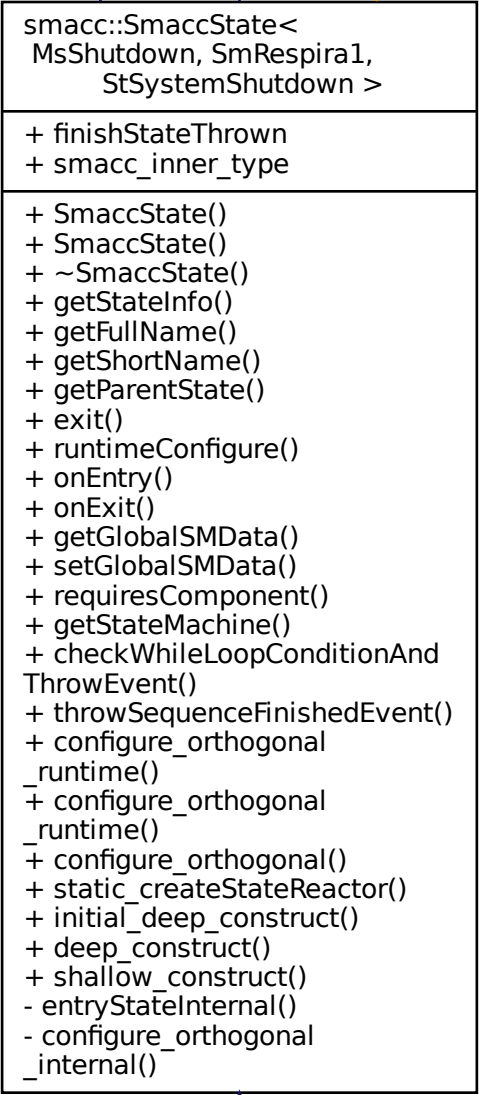 smacc::SmaccState<
MsShutdown, SmRespira1,
StSystemShutdown >
+ finishStateThrown
+ smacc_inner_type
+ SmaccState()
+ SmaccState()
+ ~SmaccState()
+ getStateInfo()
+ getFullName()
+ getShortName()
+ getParentState()
+ exit()
+ runtimeConfigure()
+ onEntry()
+ onExit()
+ getGlobalSMData()
+ setGlobalSMData()
+ requiresComponent()
+ getStateMachine()
+ checkWhileLoopConditionAnd
ThrowEvent()
+ throwSequenceFinishedEvent()
+ configure_orthogonal
_runtime()
+ configure_orthogonal
_runtime()
+ configure_orthogonal()
+ static_createStateReactor()
+ initial_deep_construct()
+ deep_construct()
+ shallow_construct()
- entryStateInternal()
- configure_orthogonal
_internal()